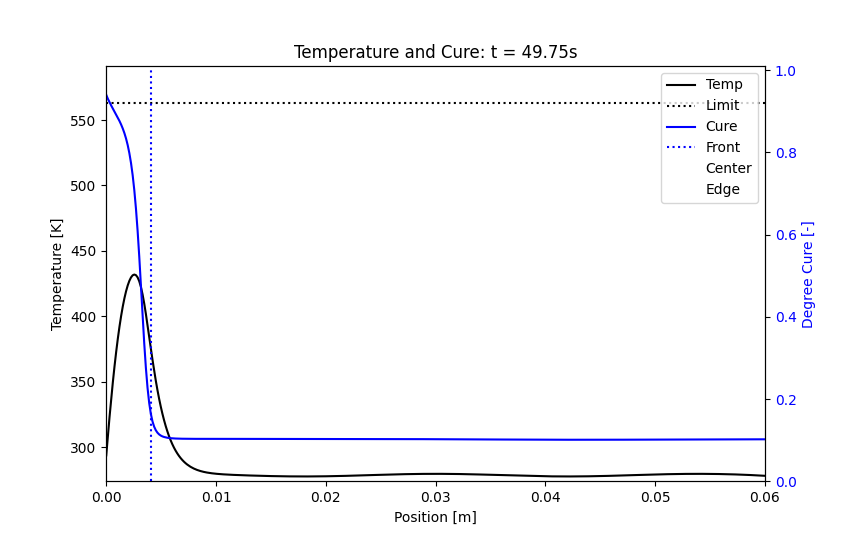 Temperature and Cure: t = 49.75s
Temp
Limit
Cure
Front
Center
Edge
Temperature [K]
550
500
450
400
350
300
1.0
0.8
0.6
0.4
0.2
0.0
Degree Cure [-]
0.00 0.01 0.02 0.03 0.04 0.05 0.06
Position [m]